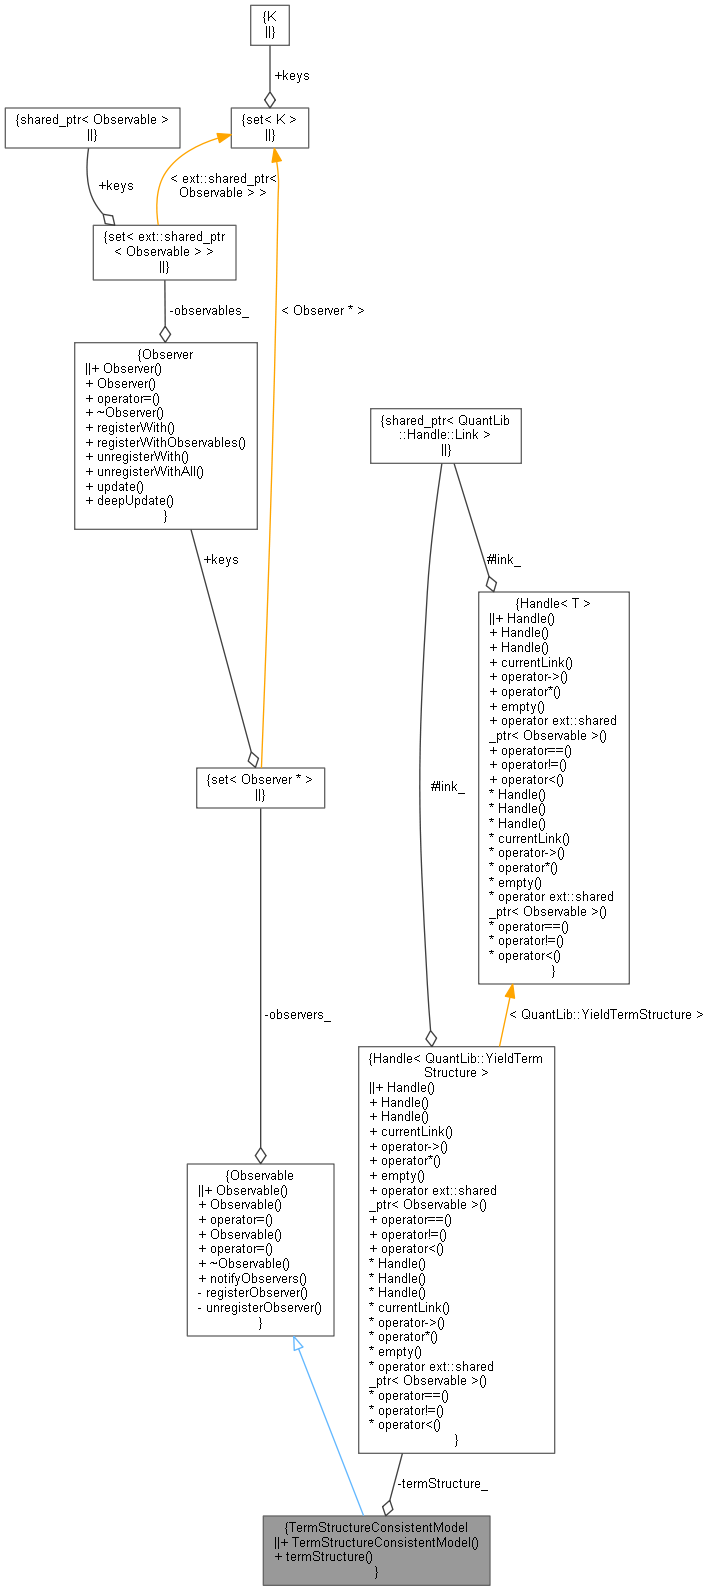 {K
||}
+keys
{shared_ptr< Observable >
||}
{set< K >
||}
+keys
< ext::shared_ptr<
Observable > >
{set< ext::shared_ptr
< Observable > >
||}
-observables_
< Observer * >
{Observer
||+ Observer()
+ Observer()
+ operator=()
+ ~Observer()
+ registerWith()
+ registerWithObservables()
+ unregisterWith()
+ unregisterWithAll()
+ update()
+ deepUpdate()
}
{shared_ptr< QuantLib
::Handle::Link >
||}
+keys
#link_
{Handle< T >
||+ Handle()
+ Handle()
+ Handle()
+ currentLink()
+ operator->()
+ operator*()
+ empty()
+ operator ext::shared
_ptr< Observable >()
+ operator==()
+ operator!=()
+ operator<()
* Handle()
* Handle()
* Handle()
* currentLink()
* operator->()
* operator*()
* empty()
* operator ext::shared
_ptr< Observable >()
* operator==()
* operator!=()
* operator<()
}
{set< Observer * >
||}
#link_
-observers_
< QuantLib::YieldTermStructure >
{Handle< QuantLib::YieldTerm
Structure >
||+ Handle()
+ Handle()
+ Handle()
+ currentLink()
+ operator->()
+ operator*()
+ empty()
+ operator ext::shared
_ptr< Observable >()
+ operator==()
+ operator!=()
+ operator<()
* Handle()
* Handle()
* Handle()
* currentLink()
* operator->()
* operator*()
* empty()
* operator ext::shared
_ptr< Observable >()
* operator==()
* operator!=()
* operator<()
}
{Observable
||+ Observable()
+ Observable()
+ operator=()
+ Observable()
+ operator=()
+ ~Observable()
+ notifyObservers()
- registerObserver()
- unregisterObserver()
}
-termStructure_
{TermStructureConsistentModel
||+ TermStructureConsistentModel()
+ termStructure()
}